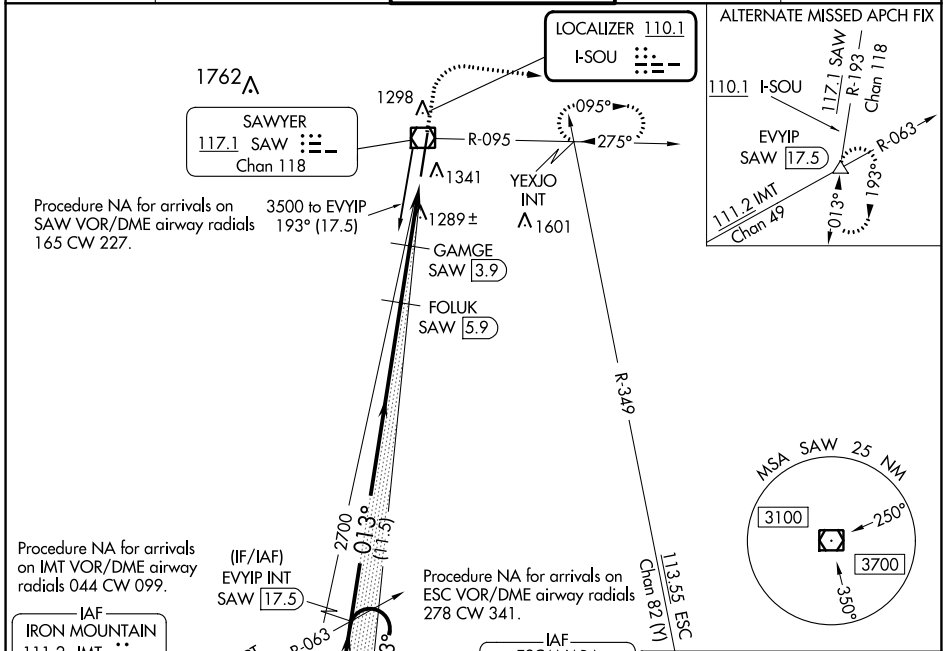 LOCALIZER 110.1
I-SOU
ALTERNATE MISSED APCH FIX
117.1 SAW
R-193
Chan 118
110.1 I-SOU
EVYIP
SAW 17.5
R-063
193°
013°
111.2 IMT
Chan 49
1762
1298
SAWYER
117.1 SAW
Chan 118
R-095
095°
275°
1341
YEXJO
INT
1601
Procedure NA for arrivals on
SAW VOR/DME airway radials
165 CW 227.
3500 to EVYIP
193° (17.5)
1289 ±
GAMGE
SAW 3.9
FOLUK
SAW 5.9
R-349
MSA SAW 25 NM
3100
250°
3700
350°
2700
013°
(11.5)
Procedure NA for arrivals
on IMT VOR/DME airway
radials 044 CW 099.
(IF/IAF)
EVYIP INT
SAW 17.5
Procedure NA for arrivals on
ESC VOR/DME airway radials
278 CW 341.
113.55 ESC
Chan 82 (Y)
R-063
IAF
IRON MOUNTAIN
IAF